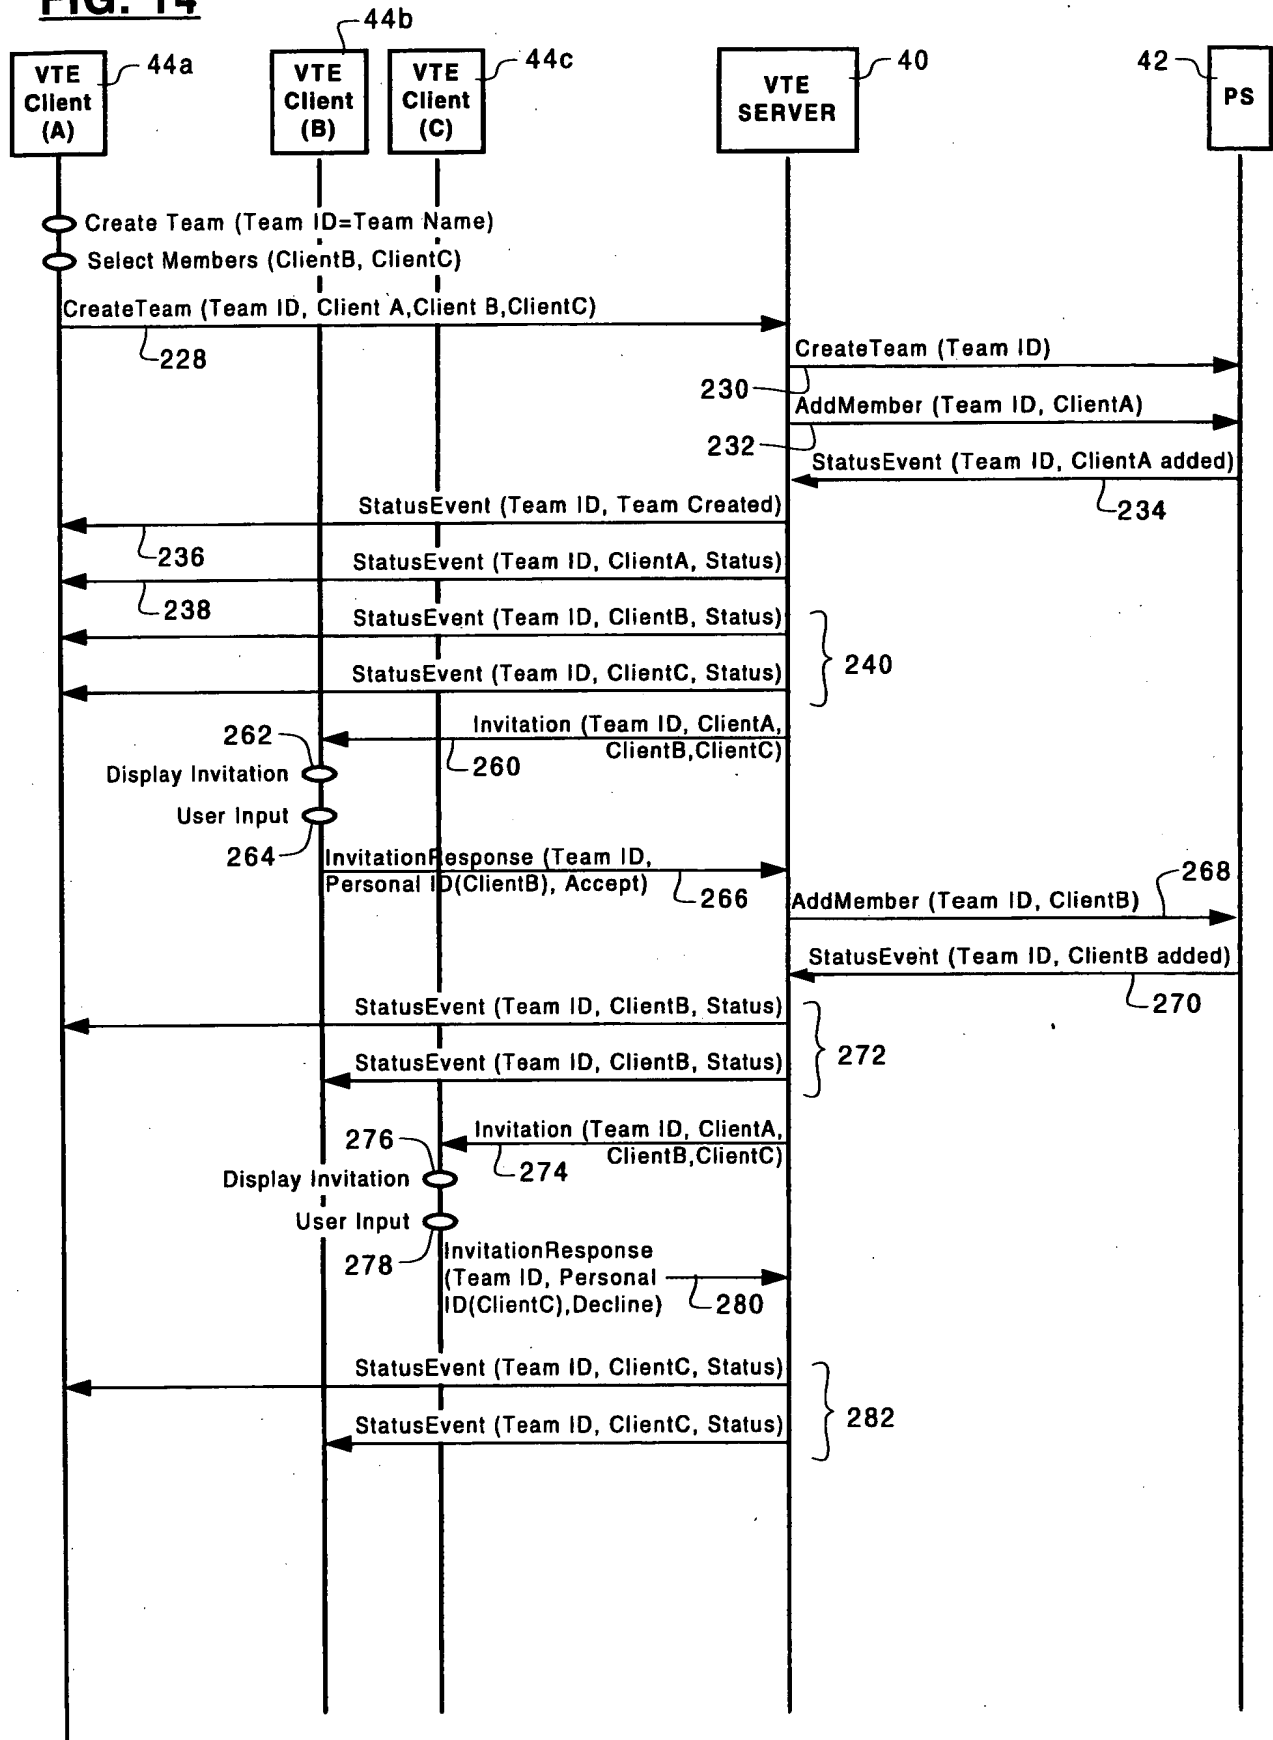 FIG. 14
44b
VTE
Client
(A)
44a
VTE
Client
(B)
VTE
Client
(C)
44c
VTE
SERVER
40
42
PS
Create Team (Team ID=Team Name)
Select Members (ClientB, ClientC)
CreateTeam (Team ID, Client A,Client B,ClientC)
228
CreateTeam (Team ID)
230
AddMember (Team ID, ClientA)
232
StatusEvent (Team ID, ClientA added)
234
StatusEvent (Team ID, Team Created)
236
StatusEvent (Team ID, ClientA, Status)
238
StatusEvent (Team ID, ClientB, Status)
240
StatusEvent (Team ID, ClientC, Status)
Invitation (Team ID, ClientA,
ClientB,ClientC)
260
262
Display Invitation
User Input
264
InvitationResponse (Team ID,
Personal ID(ClientB), Accept)
266
268
AddMember (Team ID, ClientB)
StatusEvent (Team ID, ClientB added)
270
StatusEvent (Team ID, ClientB, Status)
272
StatusEvent (Team ID, ClientB, Status)
Invitation (Team ID, ClientA,
ClientB,ClientC)
274
276
Display Invitation
User Input
278
InvitationResponse
(Team ID, Personal
ID(ClientC),Decline)
280
StatusEvent (Team ID, ClientC, Status)
282
StatusEvent (Team ID, ClientC, Status)